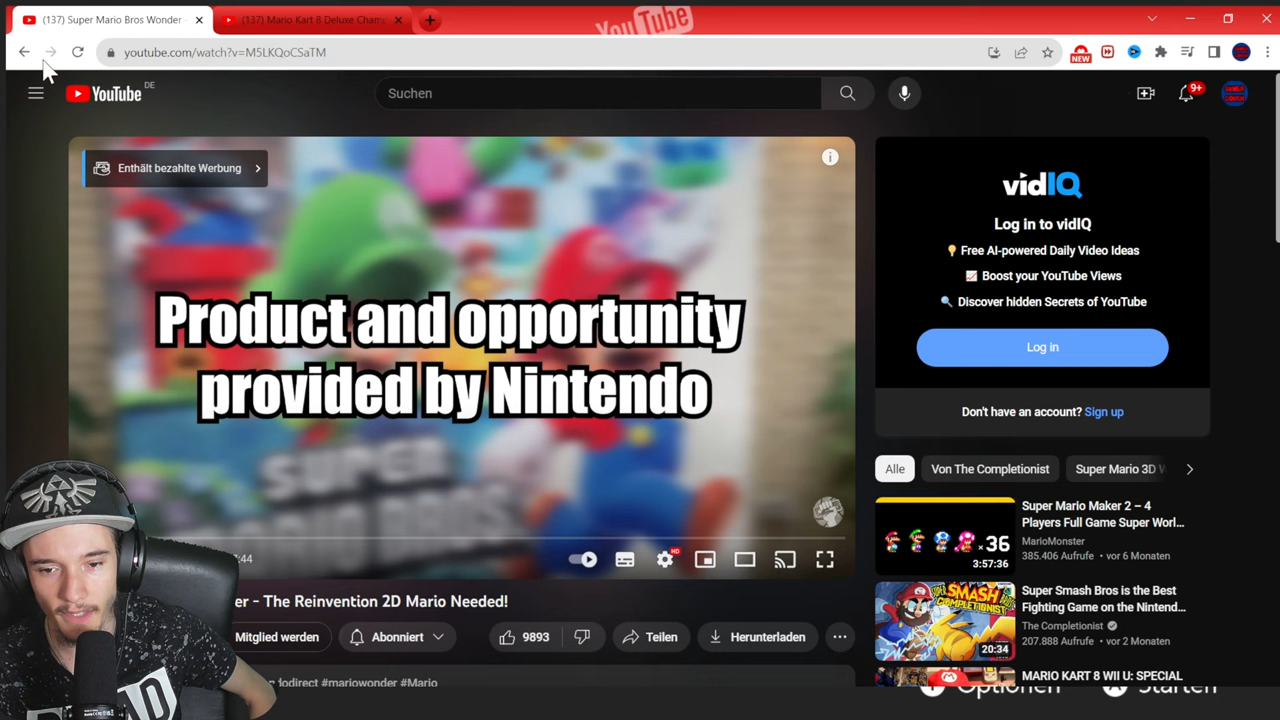 YouTube
(137) Super Mario Bros Wonder -
(137) Mario Kart 8 Deluxe Cham
youtube.com/watch?v=M5LKQoCSaTM
NEW
YouTube DE
Suchen
9+
Enthält bezahlte Werbung
Product and opportunity
provided by Nintendo
SUPER
:44
HD
er - The Reinvention 2D Mario Needed!
Mitglied werden
Abonniert
9893
Teilen
Herunterladen
odirect #mariowonder #Mario
vidIQ
Log in to vidIQ
Free AI-powered Daily Video Ideas
Boost your YouTube Views
Discover hidden Secrets of YouTube
Log in
Don't have an account? Sign up
Alle
Von The Completionist
Super Mario 3D W
× 36
3:57:36
Super Mario Maker 2 – 4
Players Full Game Super Worl...
MarioMonster
385.406 Aufrufe • vor 6 Monaten
SMASH
COMPLETIONIST
20:34
Super Smash Bros is the Best
Fighting Game on the Nintend...
The Completionist
207.888 Aufrufe • vor 2 Monaten
MARIO KART 8 WII U: SPECIAL
Optionen
Starten